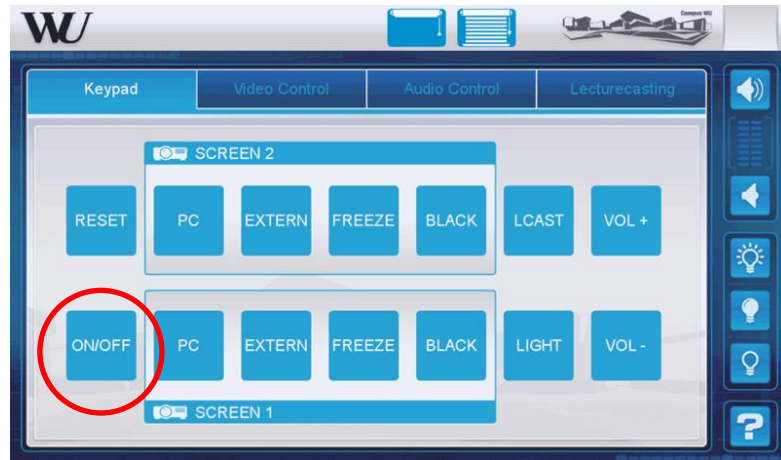 WU
Campus WU
Keypad Video Control Audio Control Lecturecasting
SCREEN 2
RESET PC EXTERN FREEZE BLACK LCAST VOL +
ON/OFF PC EXTERN FREEZE BLACK LIGHT VOL -
SCREEN 1
?